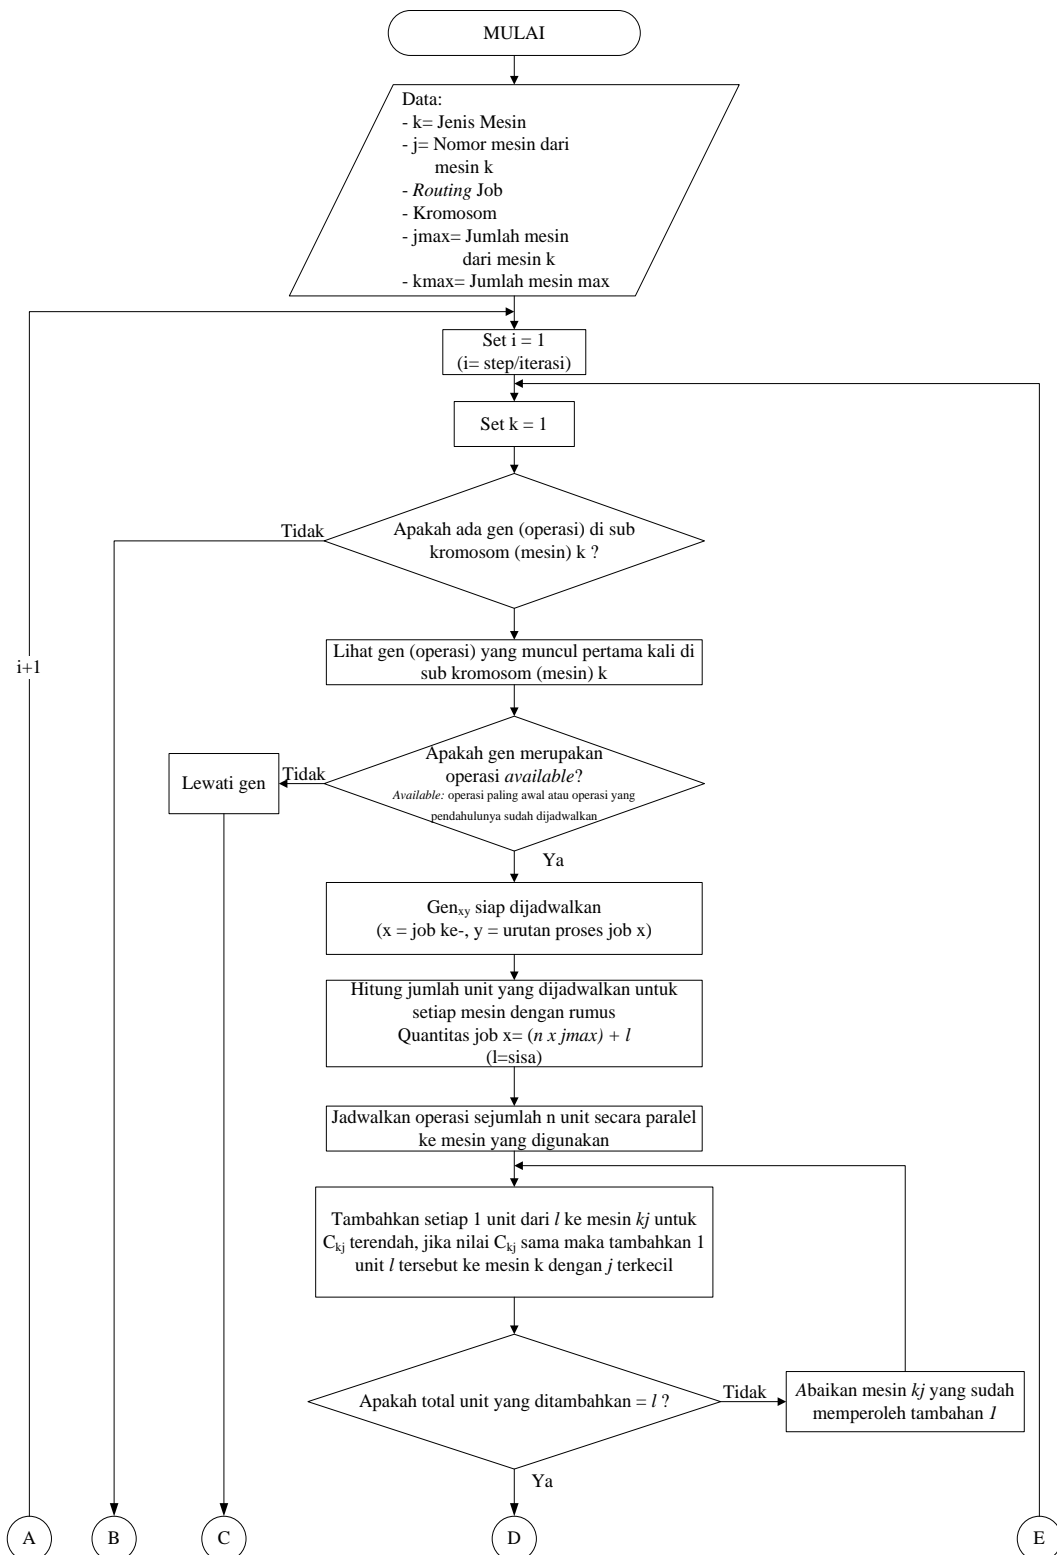 MULAI
Data:
- k= Jenis Mesin
- j= Nomor mesin dari
mesin k
- Routing Job
- Kromosom
- jmax= Jumlah mesin
dari mesin k
- kmax= Jumlah mesin max
Set i = 1
(i= step/iterasi)
Set k = 1
Tidak
Apakah ada gen (operasi) di sub
kromosom (mesin) k ?
i+1
Lihat gen (operasi) yang muncul pertama kali di
sub kromosom (mesin) k
Lewati gen
Tidak
Apakah gen merupakan
operasi available?
Available: operasi paling awal atau operasi yang
pendahulunya sudah dijadwalkan
Ya
Genxy siap dijadwalkan
(x = job ke-, y = urutan proses job x)
Hitung jumlah unit yang dijadwalkan untuk
setiap mesin dengan rumus
Quantitas job x= (n x jmax) + l
(l=sisa)
Jadwalkan operasi sejumlah n unit secara paralel
ke mesin yang digunakan
Tambahkan setiap 1 unit dari l ke mesin kj untuk
Ckj terendah, jika nilai Ckj sama maka tambahkan 1
unit l tersebut ke mesin k dengan j terkecil
Apakah total unit yang ditambahkan = l ?
Tidak
Abaikan mesin kj yang sudah
memperoleh tambahan l
Ya
A
B
C
D
E